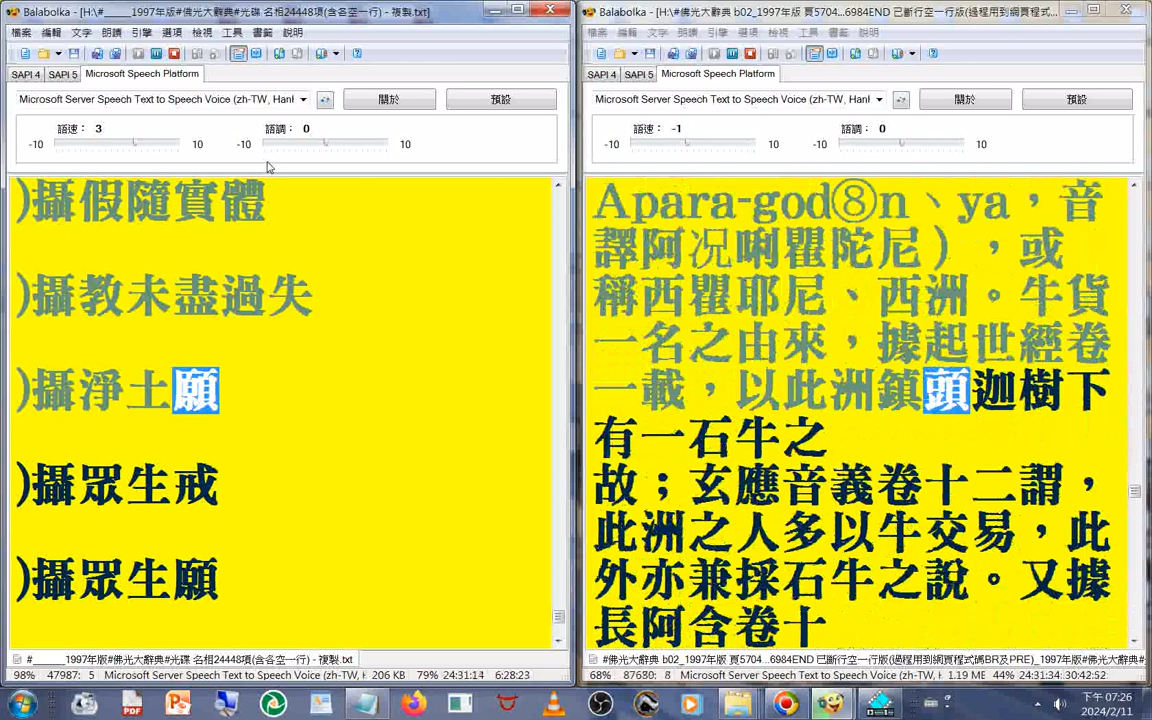 Balabolka - [H:\#_____1997年版#佛光大辭典#光碟 名相24448項(含各空一行) - 複製.txt]
檔案 編輯 文字 朗讀 引擎 選項 檢視 工具 書籤 說明
SAPI 4 SAPI 5 Microsoft Speech Platform
Microsoft Server Speech Text to Speech Voice (zh-TW, Hanl
關於
預設
語速： 3
語調： 0
-10 10 -10 10
)攝假隨實體
)攝教未盡過失
)攝淨土願
)攝眾生戒
)攝眾生願
#_____1997年版#佛光大辭典#光碟 名相24448項(含各空一行) - 複製.txt
98% 47987: 5 Microsoft Speech Platform: Microsoft Server Speech Text to Speech Voice (zh-TW, H 206 KB 79% 24:31:14 6:28:23
Balabolka - [H:\#佛光大辭典 b02_1997年版 頁5704...6984END 已斷行空一行版(過程用到網頁程式...
檔案 編輯 文字 朗讀 引擎 選項 檢視 工具 書籤 說明
SAPI 4 SAPI 5 Microsoft Speech Platform
Microsoft Server Speech Text to Speech Voice (zh-TW, Hanl
關於
預設
語速： -1
語調： 0
-10 10 -10 10
Apara-god⑧n丶ya，音
譯阿况唎瞿陀尼），或
稱西瞿耶尼、西洲。牛貨
一名之由來，據起世經卷
一載，以此洲鎮頭迦樹下
有一石牛之
故；玄應音義卷十二謂，
此洲之人多以牛交易，此
外亦兼採石牛之說。又據
長阿含卷十
#佛光大辭典 b02_1997年版 頁5704...6984END 已斷行空一行版(過程用到網頁程式碼BR及PRE)_1997年版#
68% 87630: 8 Microsoft Speech Platform: Microsoft Server Speech Text to Speech Voice (zh-TW, H 1.19 ME 44% 24:31:34:30:42:52
下午 07:26
2024/2/11